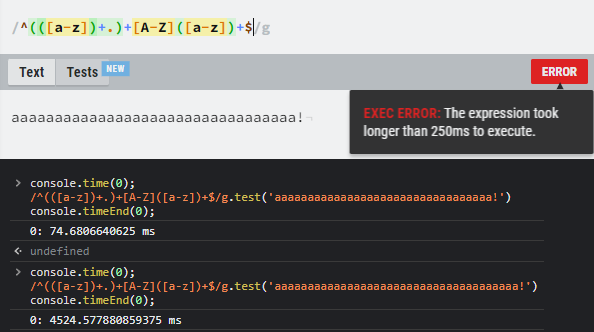 /^(([a-z])+.)+[A-Z]([a-z])+$/g
Text Tests NEW ERROR
aaaaaaaaaaaaaaaaaaaaaaaaaaaaaaaaa!¬
EXEC ERROR: The expression took
longer than 250ms to execute.
> console.time(0);
/^(([a-z])+.)+[A-Z]([a-z])+$/g.test('aaaaaaaaaaaaaaaaaaaaaaaaaaaaaaaa!')
console.timeEnd(0);
0: 74.6806640625 ms
< undefined
> console.time(0);
/^(([a-z])+.)+[A-Z]([a-z])+$/g.test('aaaaaaaaaaaaaaaaaaaaaaaaaaaaaaaaaaaa!')
console.timeEnd(0);
0: 4524.577880859375 ms